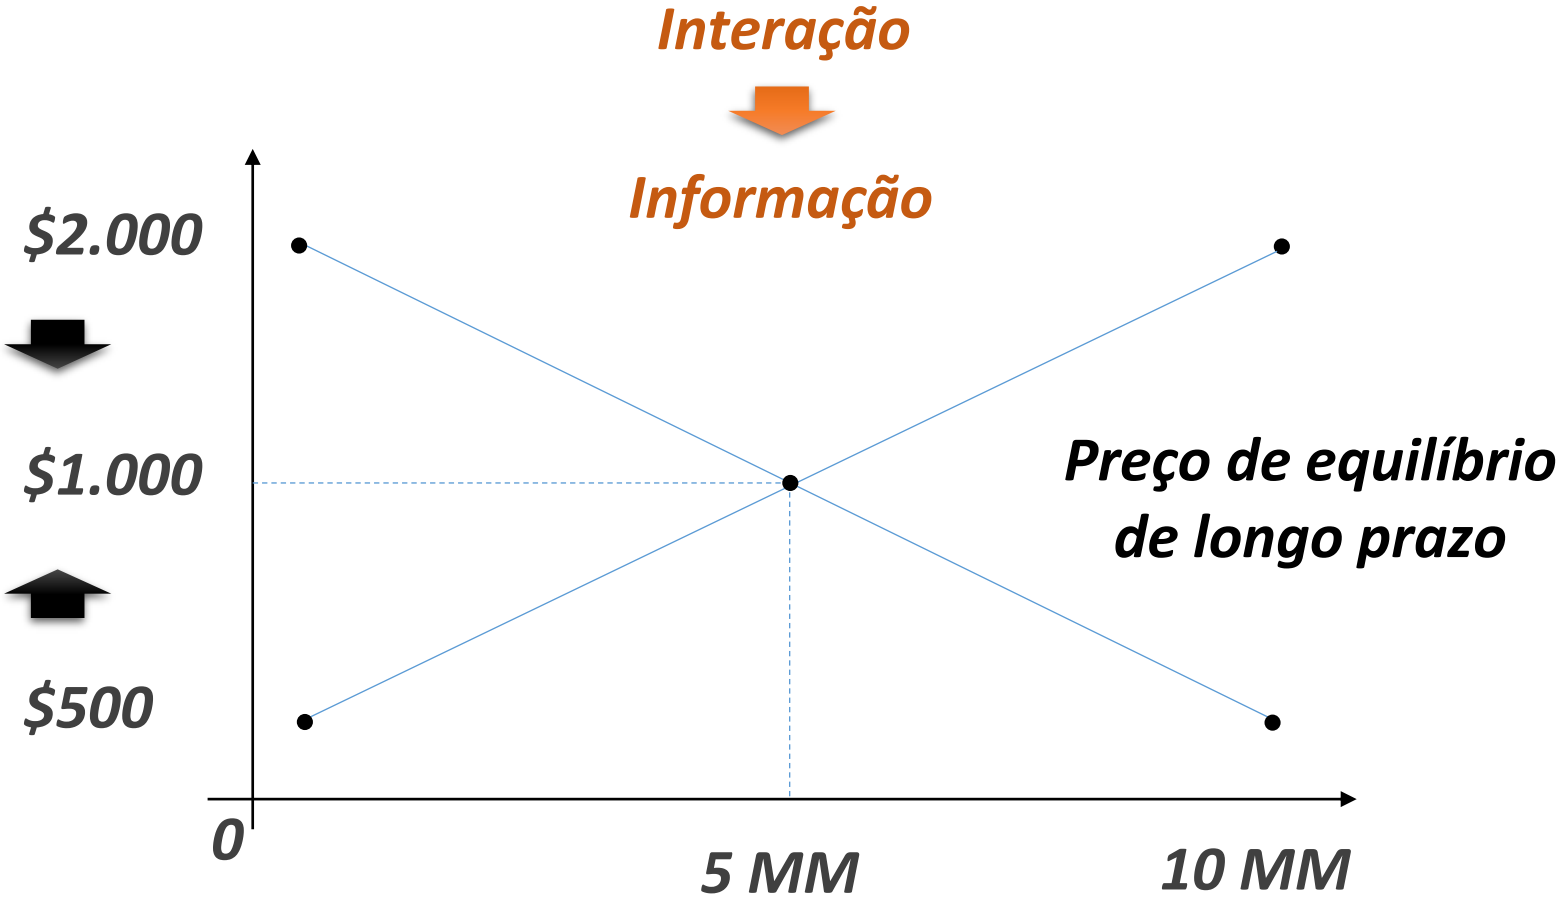 Interação
Informação
$2.000
$1.000
Preço de equilíbrio
de longo prazo
$500
0
5 MM
10 MM